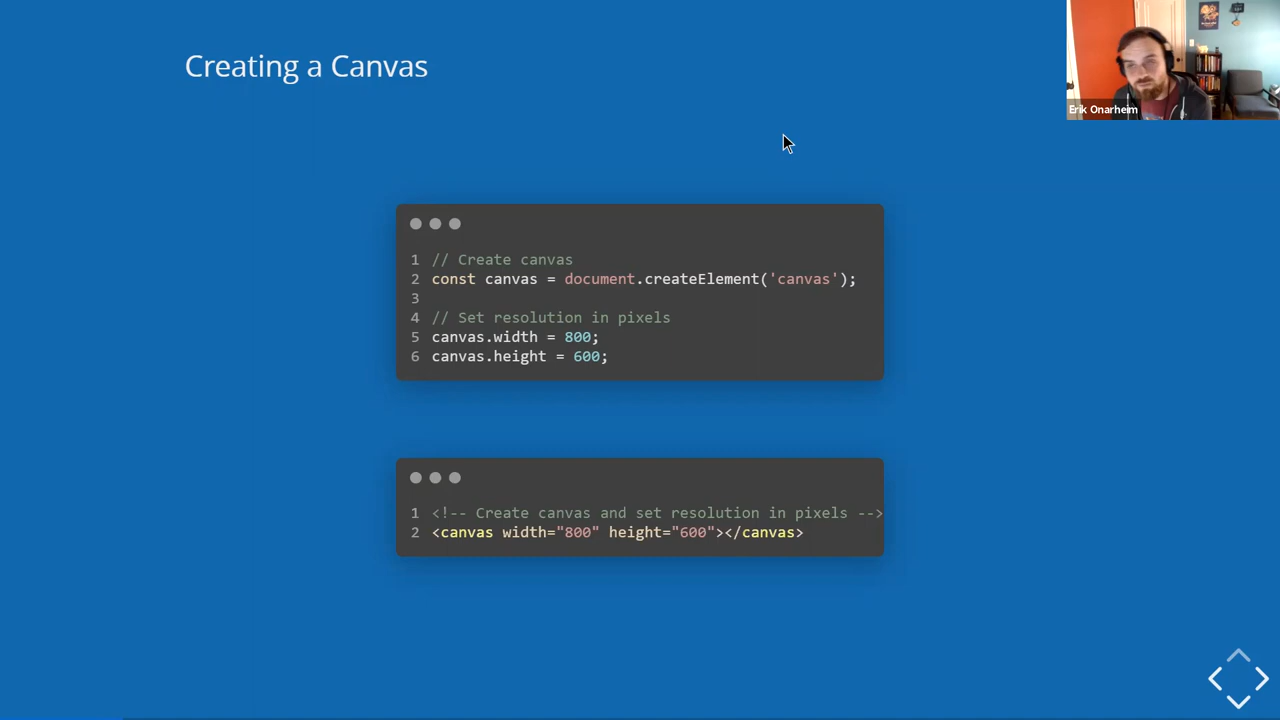 Creating a Canvas
Erik Onarheim
1 // Create canvas
2 const canvas = document.createElement('canvas');
3
4 // Set resolution in pixels
5 canvas.width = 800;
6 canvas.height = 600;
1 <!-- Create canvas and set resolution in pixels -->
2 <canvas width="800" height="600"></canvas>